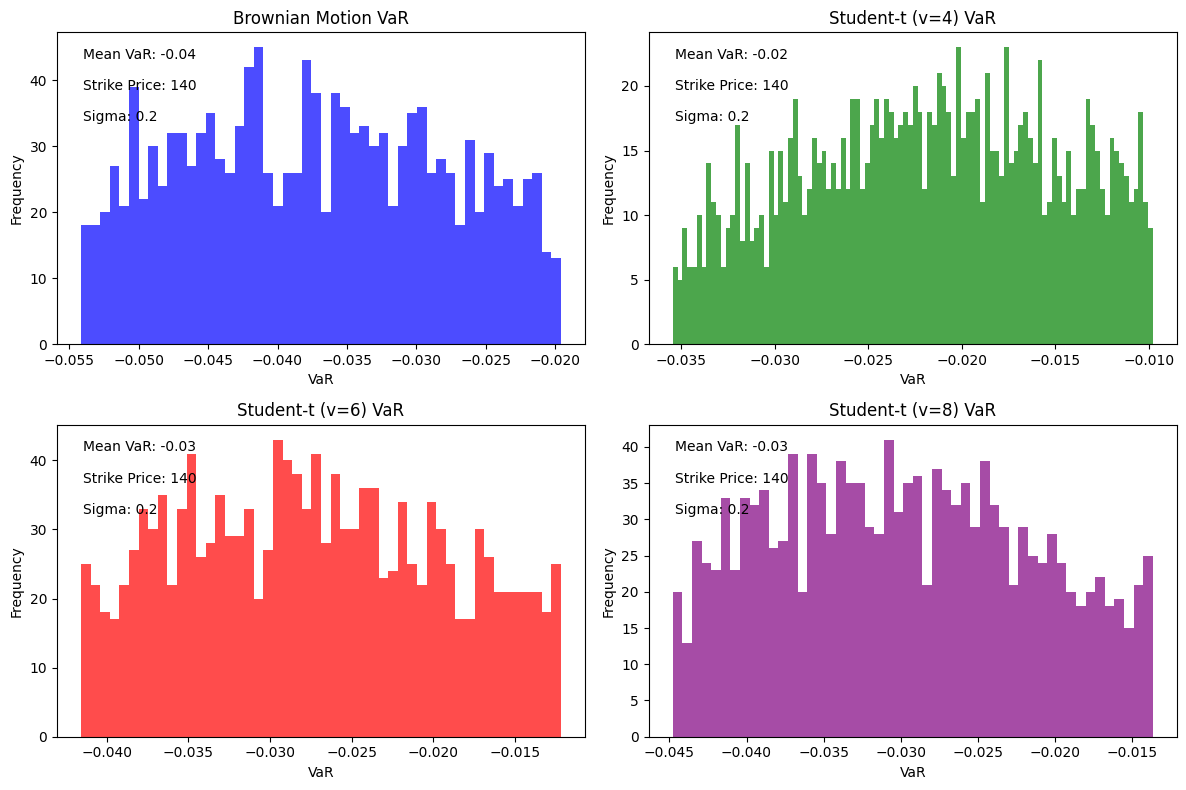 Brownian Motion VaR
Mean VaR: -0.04
Strike Price: 140
Sigma: 0.2
Frequency
40
30
20
10
0
−0.055 −0.050 −0.045 −0.040 −0.035 −0.030 −0.025 −0.020
VaR
Student-t (v=4) VaR
Mean VaR: -0.02
Strike Price: 140
Sigma: 0.2
Frequency
20
15
10
5
0
−0.035 −0.030 −0.025 −0.020 −0.015 −0.010
VaR
Student-t (v=6) VaR
Mean VaR: -0.03
Strike Price: 140
Sigma: 0.2
Frequency
40
30
20
10
0
−0.040 −0.035 −0.030 −0.025 −0.020 −0.015
VaR
Student-t (v=8) VaR
Mean VaR: -0.03
Strike Price: 140
Sigma: 0.2
Frequency
40
35
30
25
20
15
10
5
0
−0.045 −0.040 −0.035 −0.030 −0.025 −0.020 −0.015
VaR